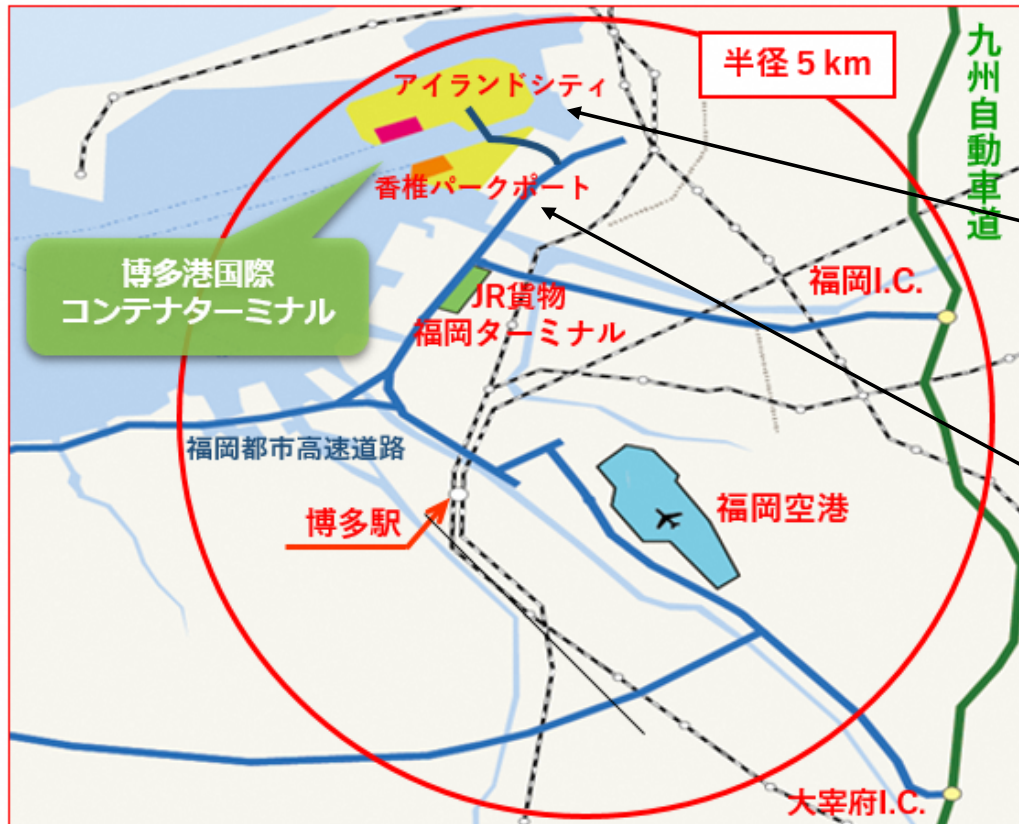 半径 5 km
九州自動車道
アイランドシティ
香椎パークポート
博多港国際
コンテナターミナル
福岡I.C.
JR貨物
福岡ターミナル
福岡都市高速道路
博多駅
福岡空港
大宰府I.C.